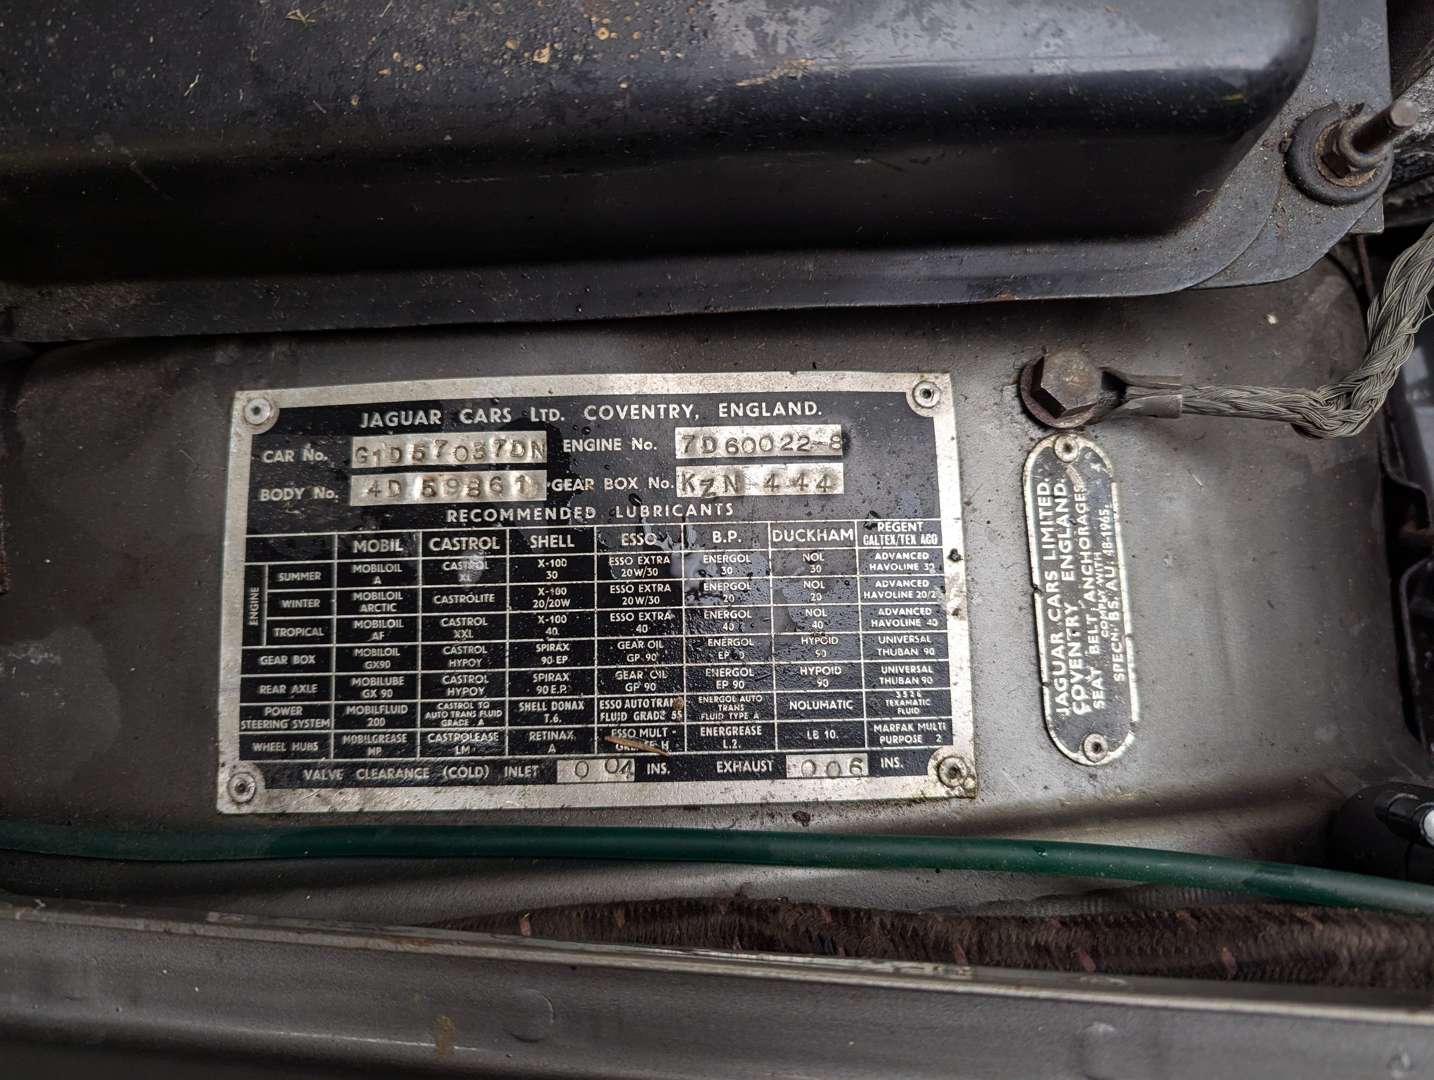 JAGUAR CARS LTD. COVENTRY, ENGLAND.
CAR No. G1D57037DN ENGINE No. 7D60022-8
BODY No. 4D59861 GEAR BOX No. KZN 444
RECOMMENDED LUBRICANTS
MOBIL CASTROL SHELL ESSO B.P. DUCKHAM REGENT CALTEX/TEXACO
ENGINE
SUMMER MOBILOIL A CASTROL XL X-100 30 ESSO EXTRA 20W/30 ENERGOL 30 NOL 30 ADVANCED HAVOLINE 30
WINTER MOBILOIL ARCTIC CASTROLITE X-100 20/20W ESSO EXTRA 20W/30 ENERGOL 20 NOL 20 ADVANCED HAVOLINE 20/2
TROPICAL MOBILOIL AF CASTROL XXL X-100 40 ESSO EXTRA 40 ENERGOL 40 NOL 40 ADVANCED HAVOLINE 40
GEAR BOX MOBILOIL GX90 CASTROL HYPOY SPIRAX 90 EP GEAR OIL GP 90 ENERGOL EP HYPOID 90 UNIVERSAL THUBAN 90
REAR AXLE MOBILUBE GX 90 CASTROL HYPOY SPIRAX 90 E.P. GEAR OIL GP 90 ENERGOL EP 90 HYPOID 90 UNIVERSAL THUBAN 90
POWER STEERING SYSTEM MOBILFLUID 200 CASTROL TQ AUTO TRANS FLUID GRADE A SHELL DONAX T.6. ESSO AUTO TRANS FLUID GRADE 55 ENERGOL AUTO TRANS FLUID TYPE A NOLUMATIC 3526 TEXAMATIC FLUID
WHEEL HUBS MOBILGREASE MP CASTROLEASE LM RETINAX A ESSO MULT - GREASE H ENERGREASE L.2. LB 10. MARFAK MULTI PURPOSE 2
VALVE CLEARANCE (COLD) INLET 0 04 INS. EXHAUST 006 INS.
JAGUAR CARS LIMITED.
COVENTRY, ENGLAND.
SEAT BELT ANCHORAGES
COMPLY WITH
SPECN. BS. AU. 48-1965.